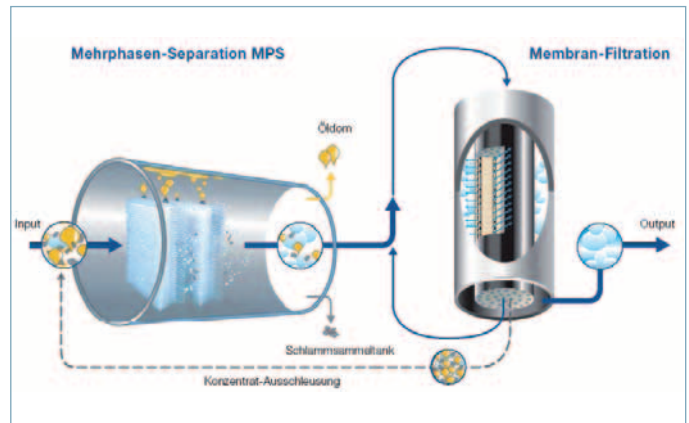 Mehrphasen-Separation MPS
Membran-Filtration
Öldom
Input
Output
Schlammsammeltank
Konzentrat-Ausschleusung